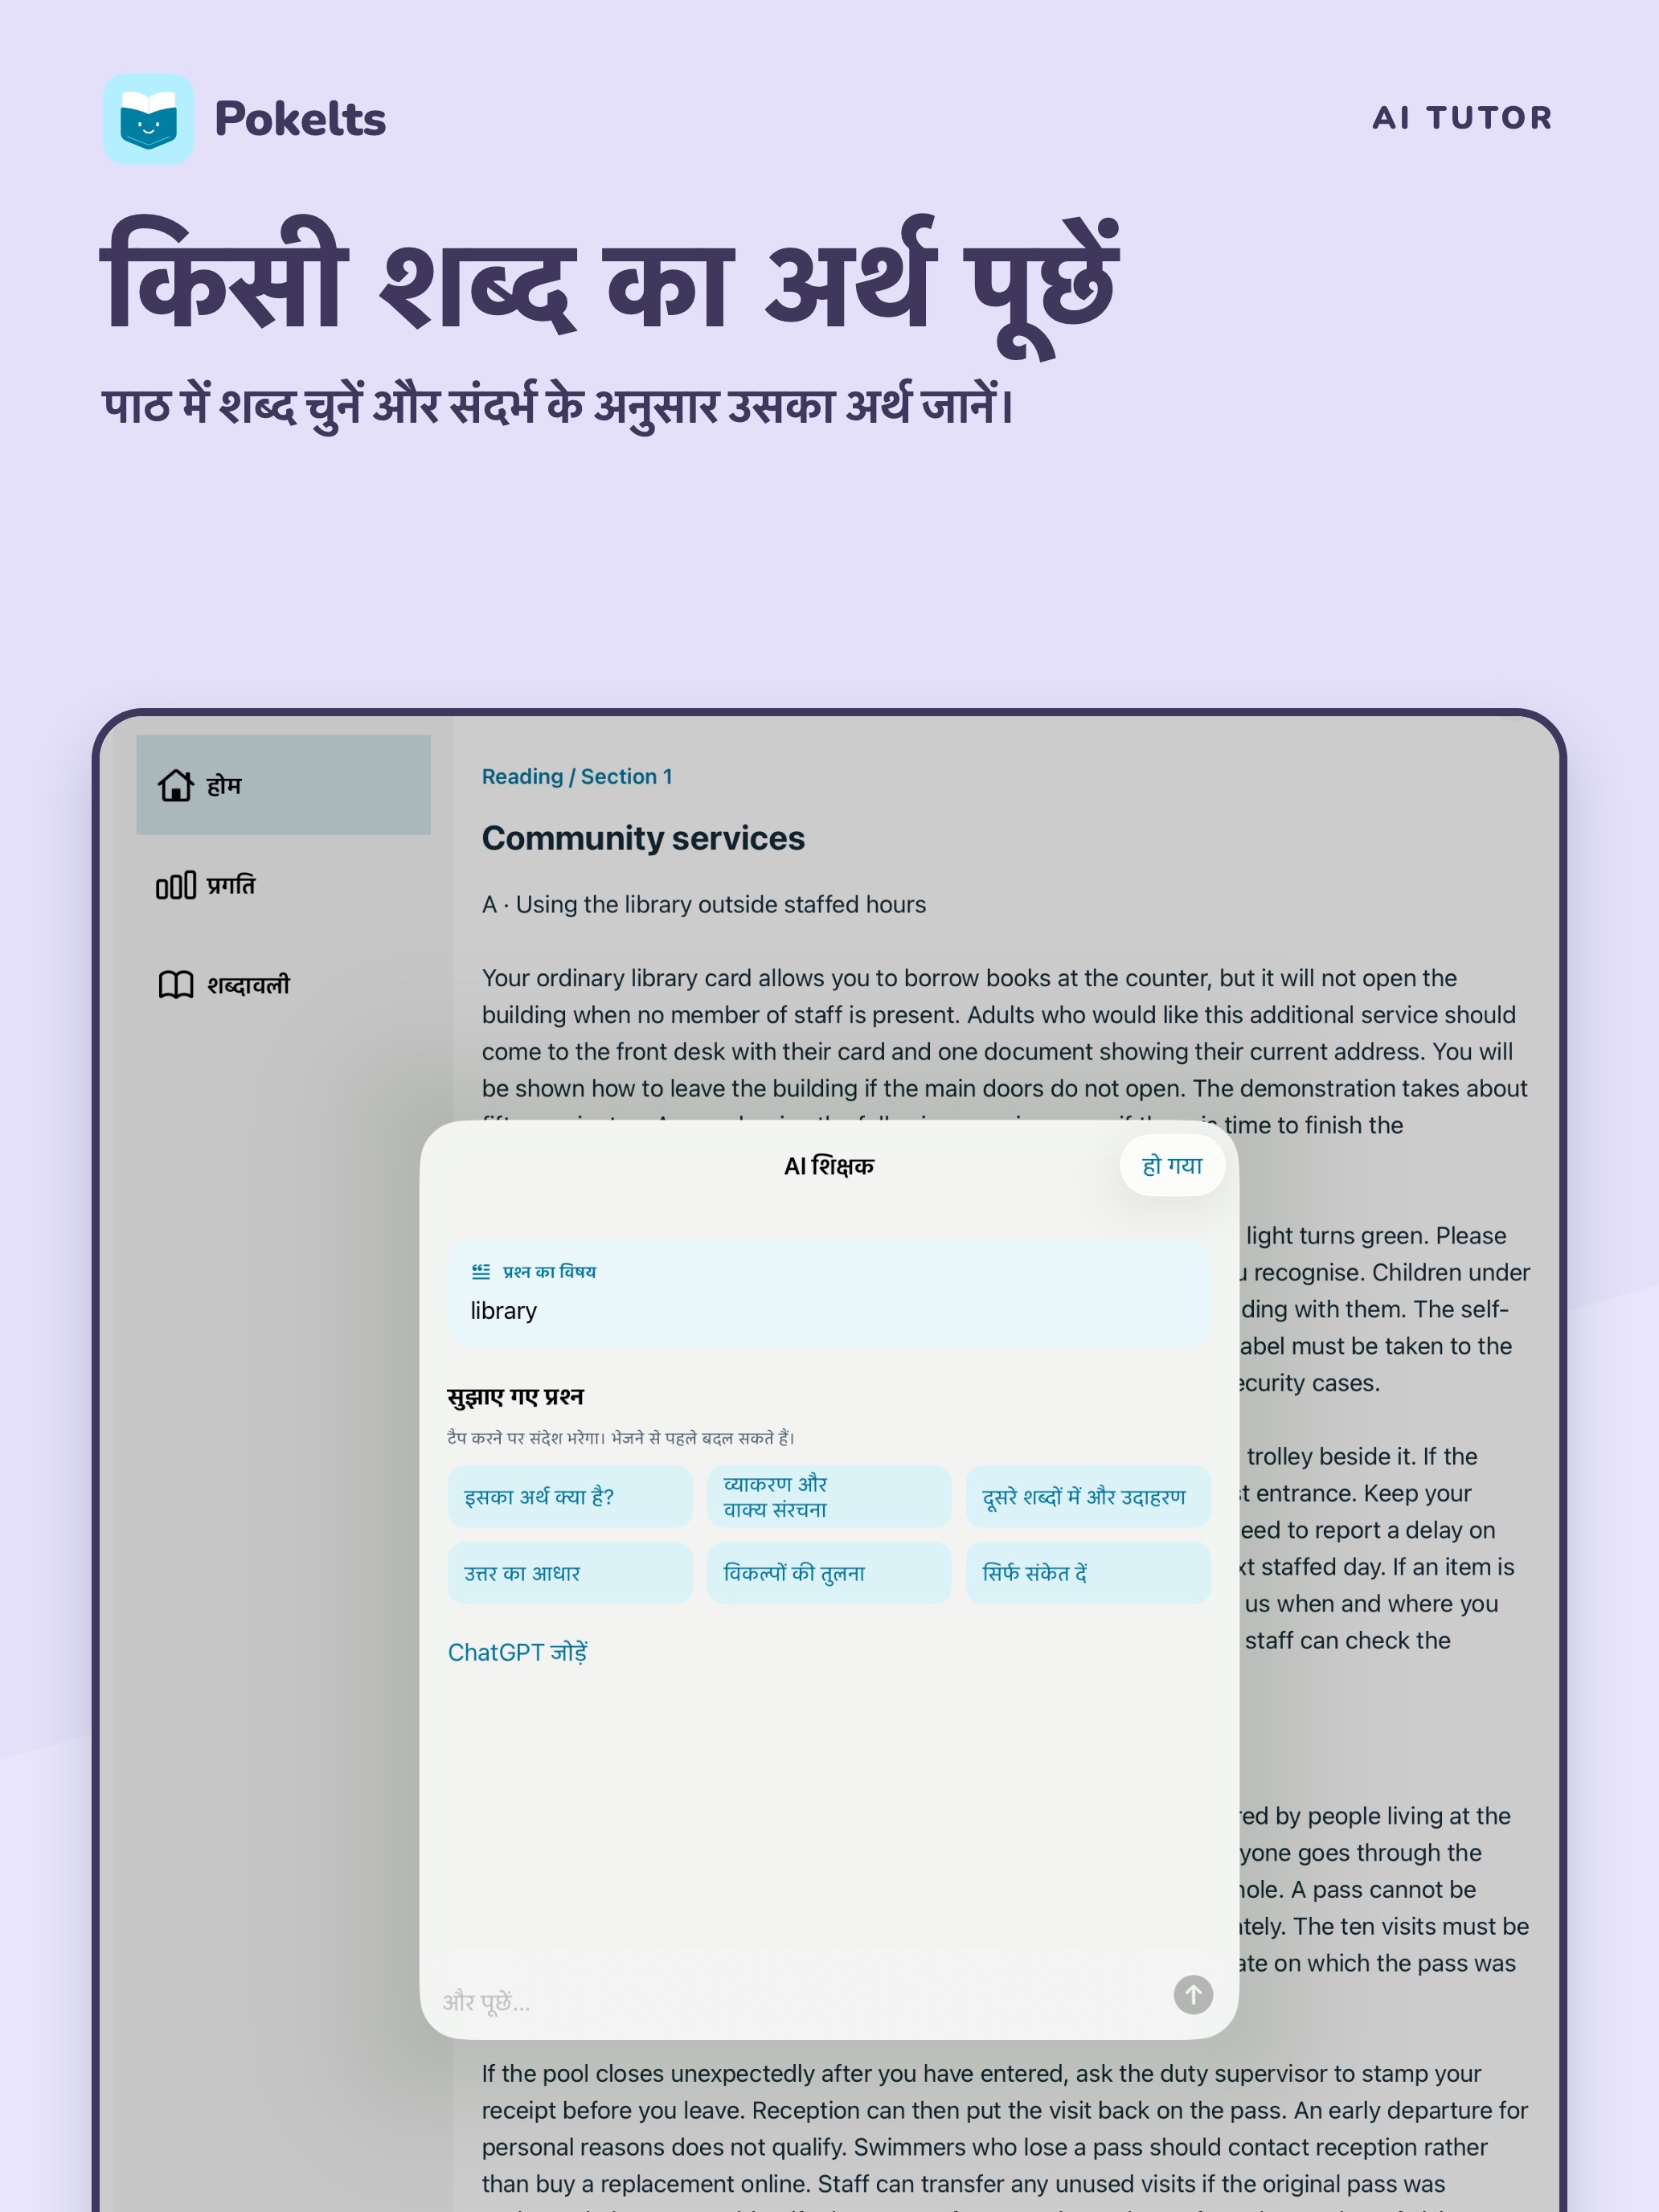 Pokelts
AI TUTOR
किसी शब्द का अर्थ पूछें
पाठ में शब्द चुनें और संदर्भ के अनुसार उसका अर्थ जानें।
होम
प्रगति
शब्दावली
Reading / Section 1
Community services
A · Using the library outside staffed hours
Your ordinary library card allows you to borrow books at the counter, but it will not open the
building when no member of staff is present. Adults who would like this additional service should
come to the front desk with their card and one document showing their current address. You will
be shown how to leave the building if the main doors do not open. The demonstration takes about
time to finish the
AI शिक्षक
हो गया
प्रश्न का विषय
library
सुझाए गए प्रश्न
टैप करने पर संदेश भरेगा। भेजने से पहले बदल सकते हैं।
इसका अर्थ क्या है?
व्याकरण और
वाक्य संरचना
दूसरे शब्दों में और उदाहरण
उत्तर का आधार
विकल्पों की तुलना
सिर्फ संकेत दें
ChatGPT जोड़ें
और पूछें...
light turns green. Please
recognise. Children under
with them. The self-
must be taken to the
cases.
trolley beside it. If the
entrance. Keep your
to report a delay on
staffed day. If an item is
us when and where you
staff can check the
by people living at the
goes through the
A pass cannot be
The ten visits must be
on which the pass was
If the pool closes unexpectedly after you have entered, ask the duty supervisor to stamp your
receipt before you leave. Reception can then put the visit back on the pass. An early departure for
personal reasons does not qualify. Swimmers who lose a pass should contact reception rather
than buy a replacement online. Staff can transfer any unused visits if the original pass was